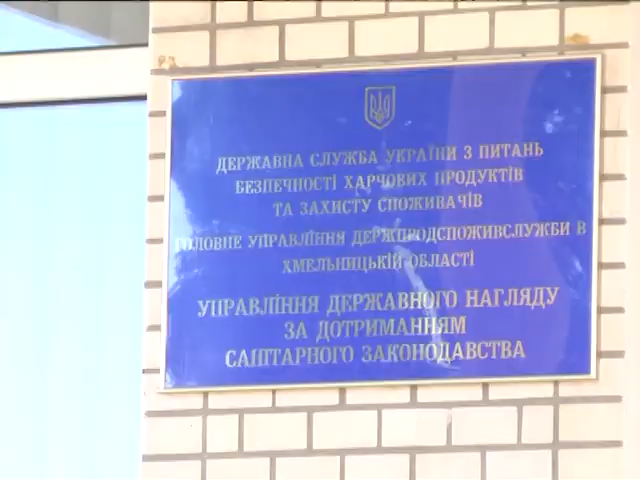 ДЕРЖАВНА СЛУЖБА УКРАЇНИ З ПИТАНЬ
БЕЗПЕЧНОСТІ ХАРЧОВИХ ПРОДУКТІВ
ТА ЗАХИСТУ СПОЖИВАЧІВ
ГОЛОВНЕ УПРАВЛІННЯ ДЕРЖПРОДСПОЖИВСЛУЖБИ В
ХМЕЛЬНИЦЬКІЙ ОБЛАСТІ
УПРАВЛІННЯ ДЕРЖАВНОГО НАГЛЯДУ
ЗА ДОТРИМАННЯМ
САНІТАРНОГО ЗАКОНОДАВСТВА